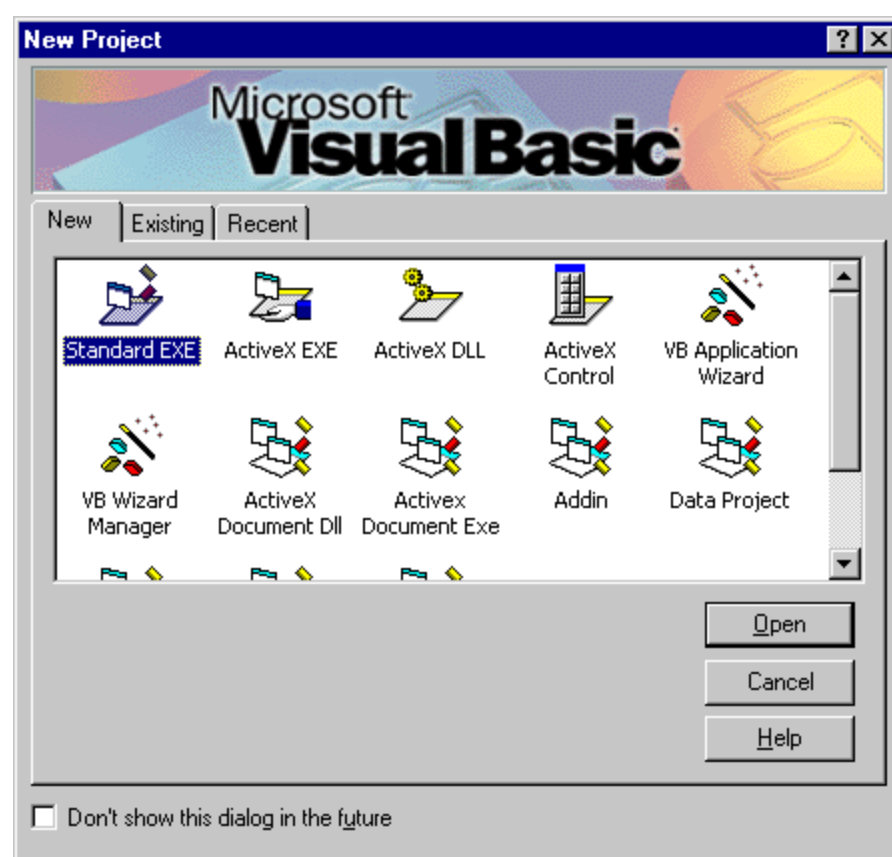 New Project
Microsoft
Visual Basic
New Existing Recent
Standard EXE ActiveX EXE ActiveX DLL ActiveX Control VB Application Wizard
VB Wizard Manager ActiveX Document Dll Activex Document Exe Addin Data Project
Open
Cancel
Help
Don't show this dialog in the future